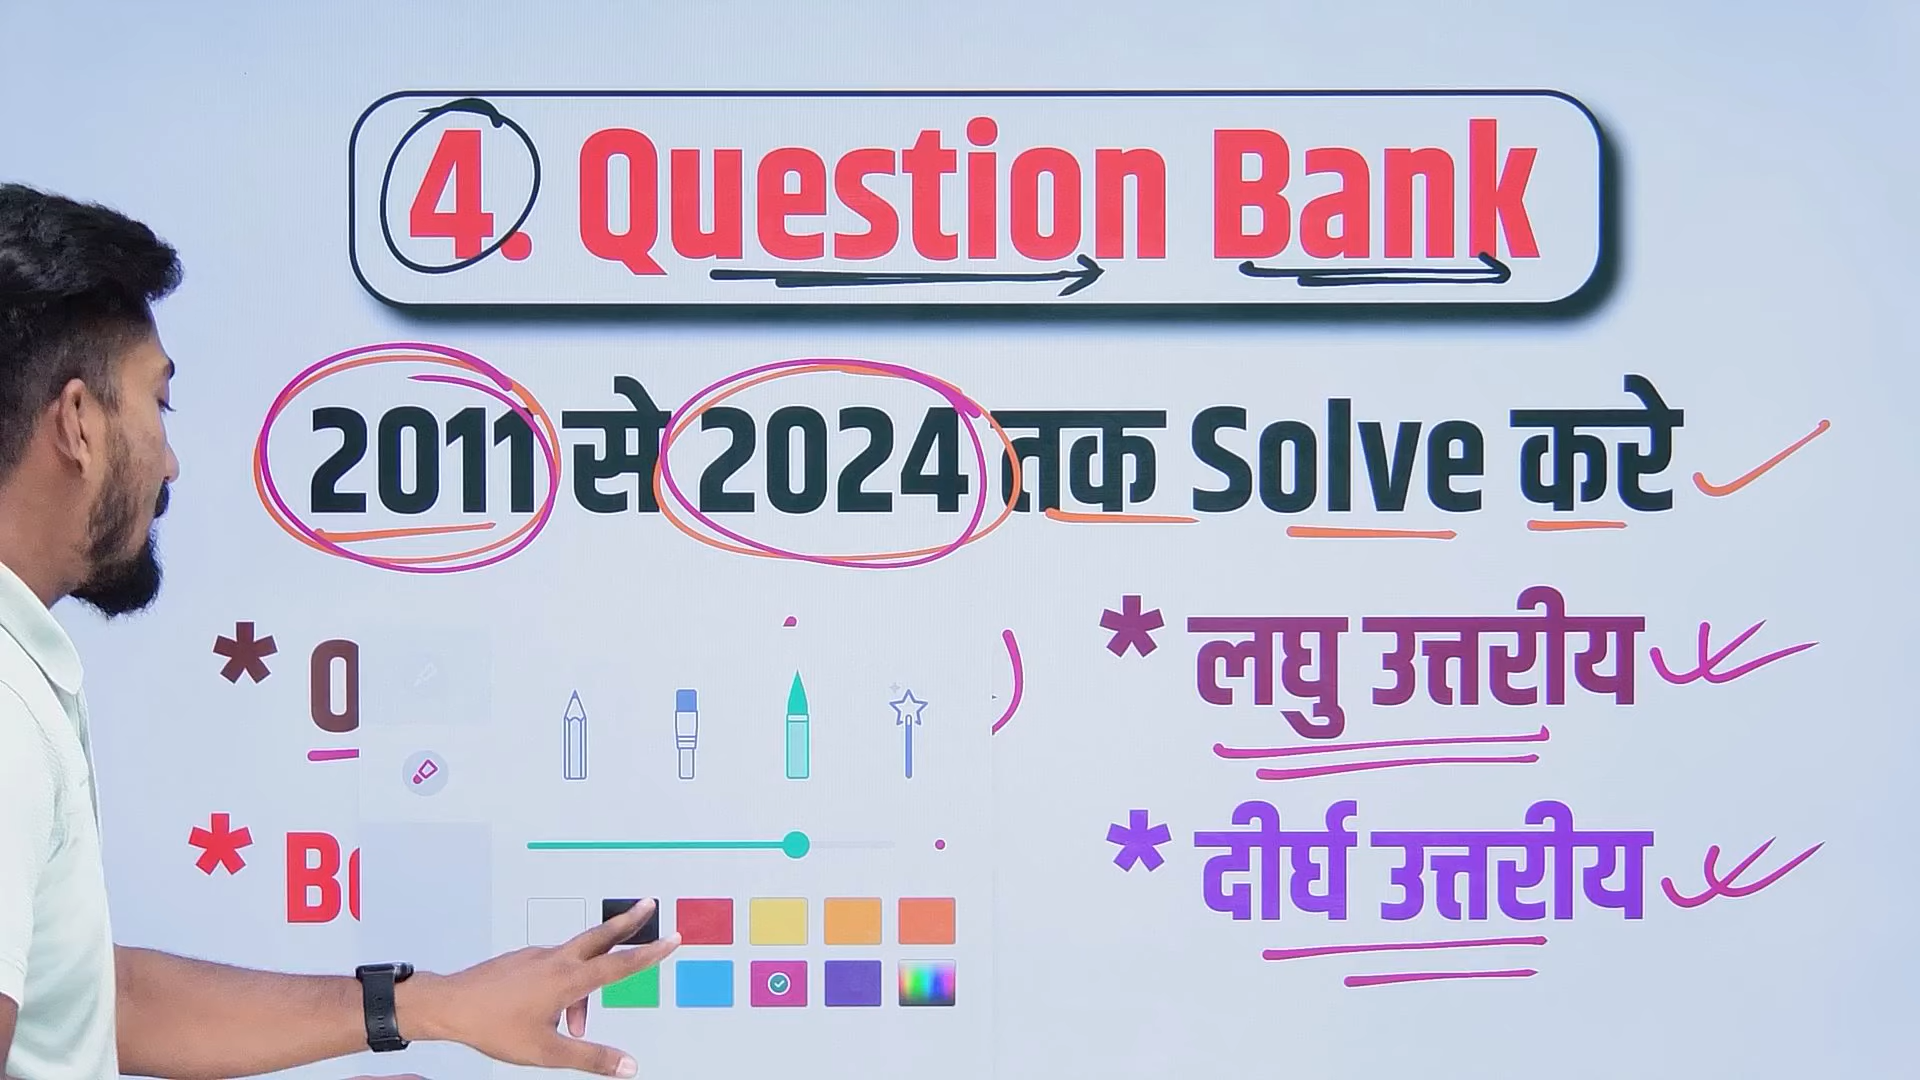 4. Question Bank
2011 से 2024 तक Solve करे
* लघु उत्तरीय
* दीर्घ उत्तरीय